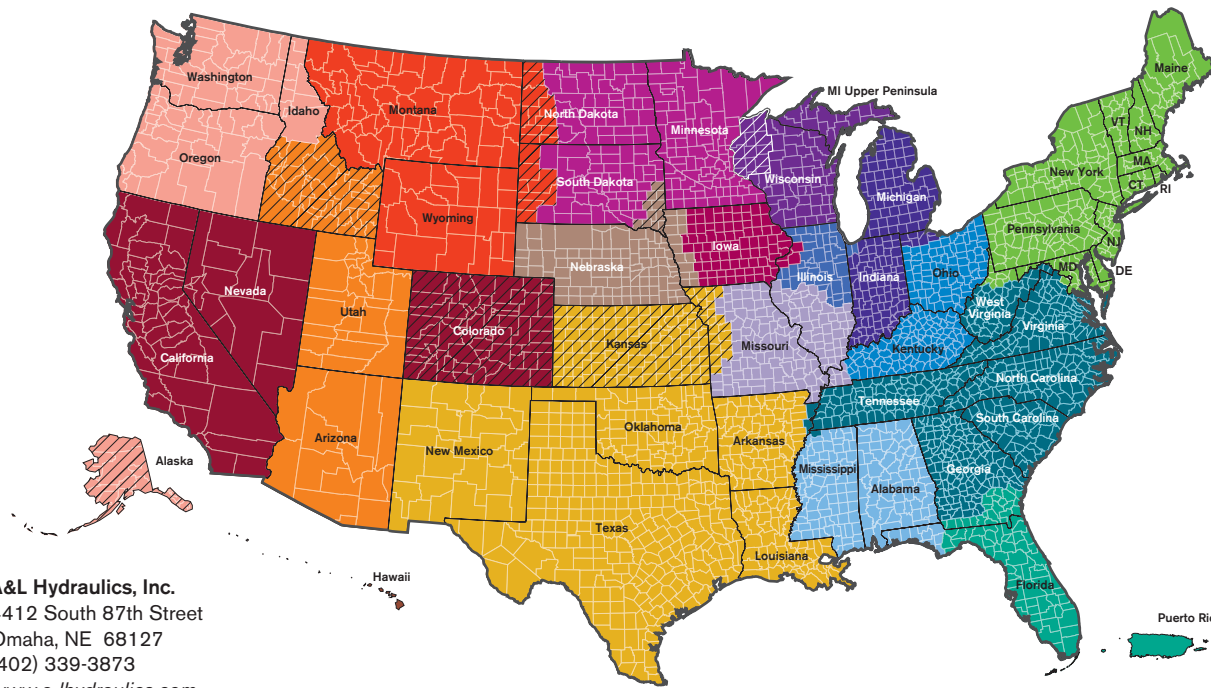 Washington
Idaho
Montana
North Dakota
Minnesota
MI Upper Peninsula
Maine
VT
NH
Oregon
MA
New York
CT
RI
South Dakota
Wisconsin
Michigan
Wyoming
Pennsylvania
NJ
Iowa
Nebraska
Ohio
MD
DE
Nevada
Illinois
Indiana
West
Virginia
Utah
Colorado
Kansas
Virginia
Missouri
Kentucky
California
North Carolina
Tennessee
South Carolina
Oklahoma
Arizona
New Mexico
Arkansas
Alaska
Mississippi
Georgia
Alabama
Texas
Louisiana
Hawaii
Florida
Puerto Ric
A&L Hydraulics, Inc.
412 South 87th Street
Omaha, NE 68127
(402) 339-3873